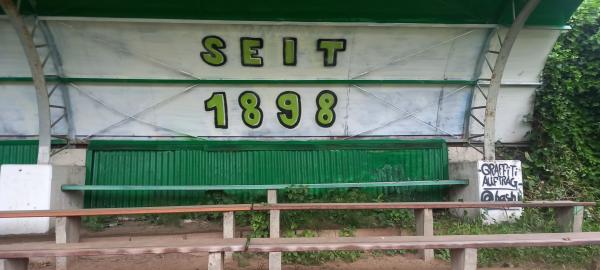 SEIT
1898
GRAFFITI
AUFTRAG